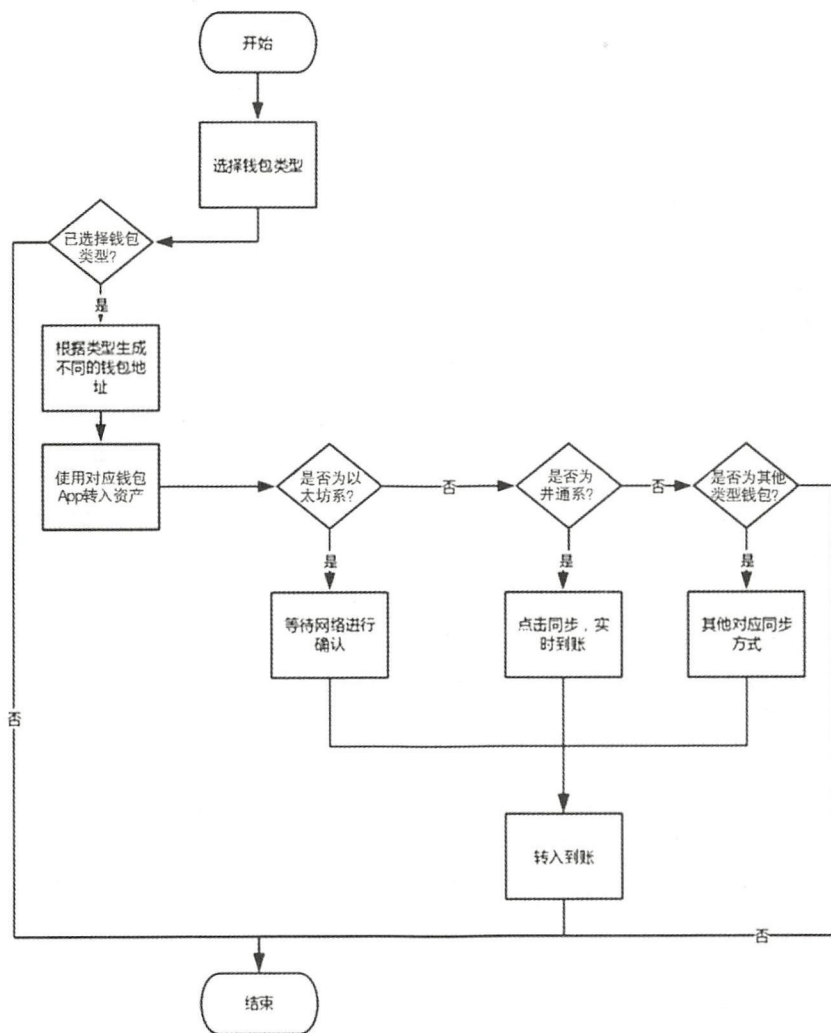 开始
选择钱包类型
已选择钱包
类型?
是
根据类型生成
不同的钱包地
址
使用对应钱包
App转入资产
是否为以
太坊系?
否
是否为
井通系?
否
是否为其他
类型钱包?
是
是
是
等待网络进行
确认
点击同步，实
时到账
其他对应同步
方式
否
转入到账
否
结束